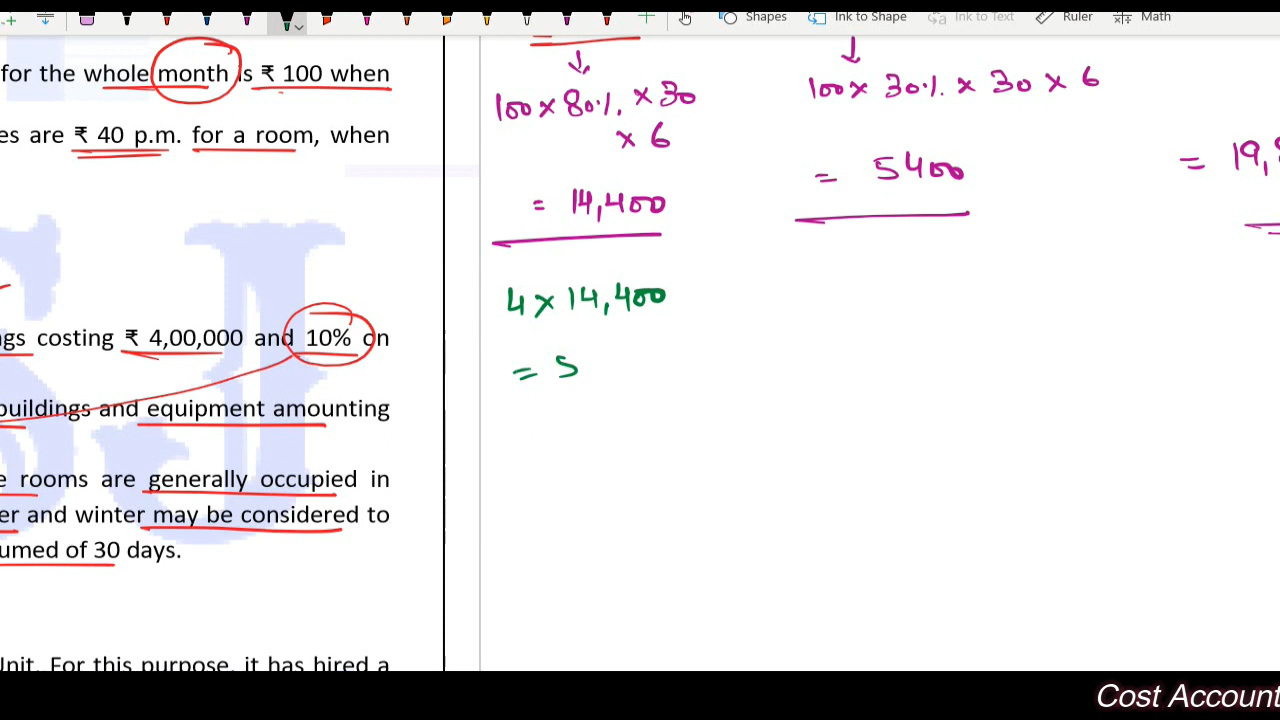 Shapes Ink to Shape Ink to Text Ruler Math
for the whole month is ₹ 100 when
es are ₹ 40 p.m. for a room, when
ngs costing ₹ 4,00,000 and 10% on
buildings and equipment amounting
e rooms are generally occupied in
er and winter may be considered to
umed of 30 days.
Unit. For this purpose, it has hired a
100 × 80% × 30
× 6
= 14,400
4 × 14,400
= 5
100 × 30% × 30 × 6
= 5400
= 19,8
Cost Account